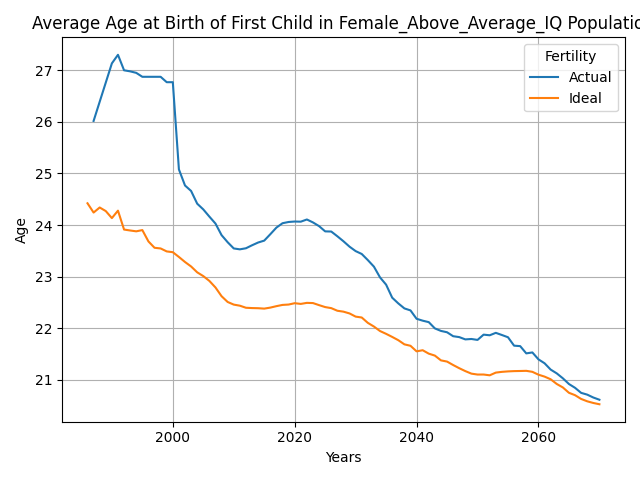 Average Age at Birth of First Child in Female_Above_Average_IQ
Fertility
Actual
Ideal
27
26
25
24
23
22
21
Age
2000
2020
2040
2060
Years